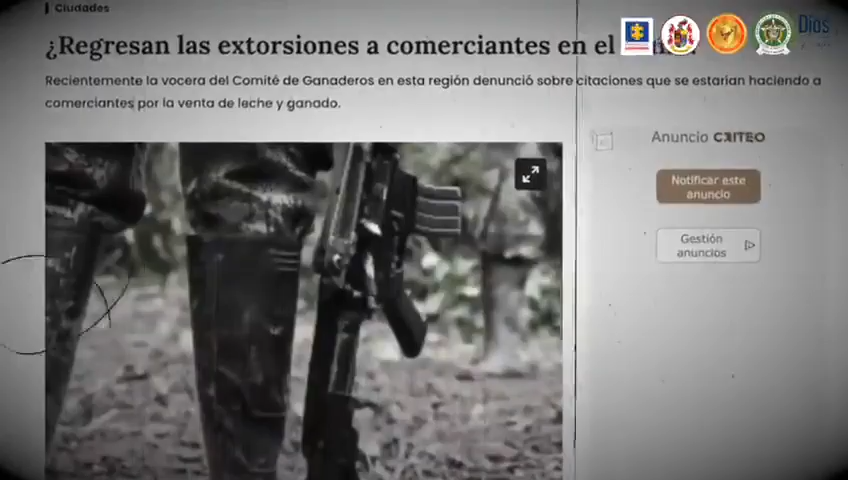 Ciudades
¿Regresan las extorsiones a comerciantes en el
Dios
Recientemente la vocera del Comité de Ganaderos en esta región denunció sobre citaciones que se estarian haciendo a
comerciantes por la venta de leche y ganado.
Anuncio CRITEO
Notificar este
anuncio
Gestión
anuncios